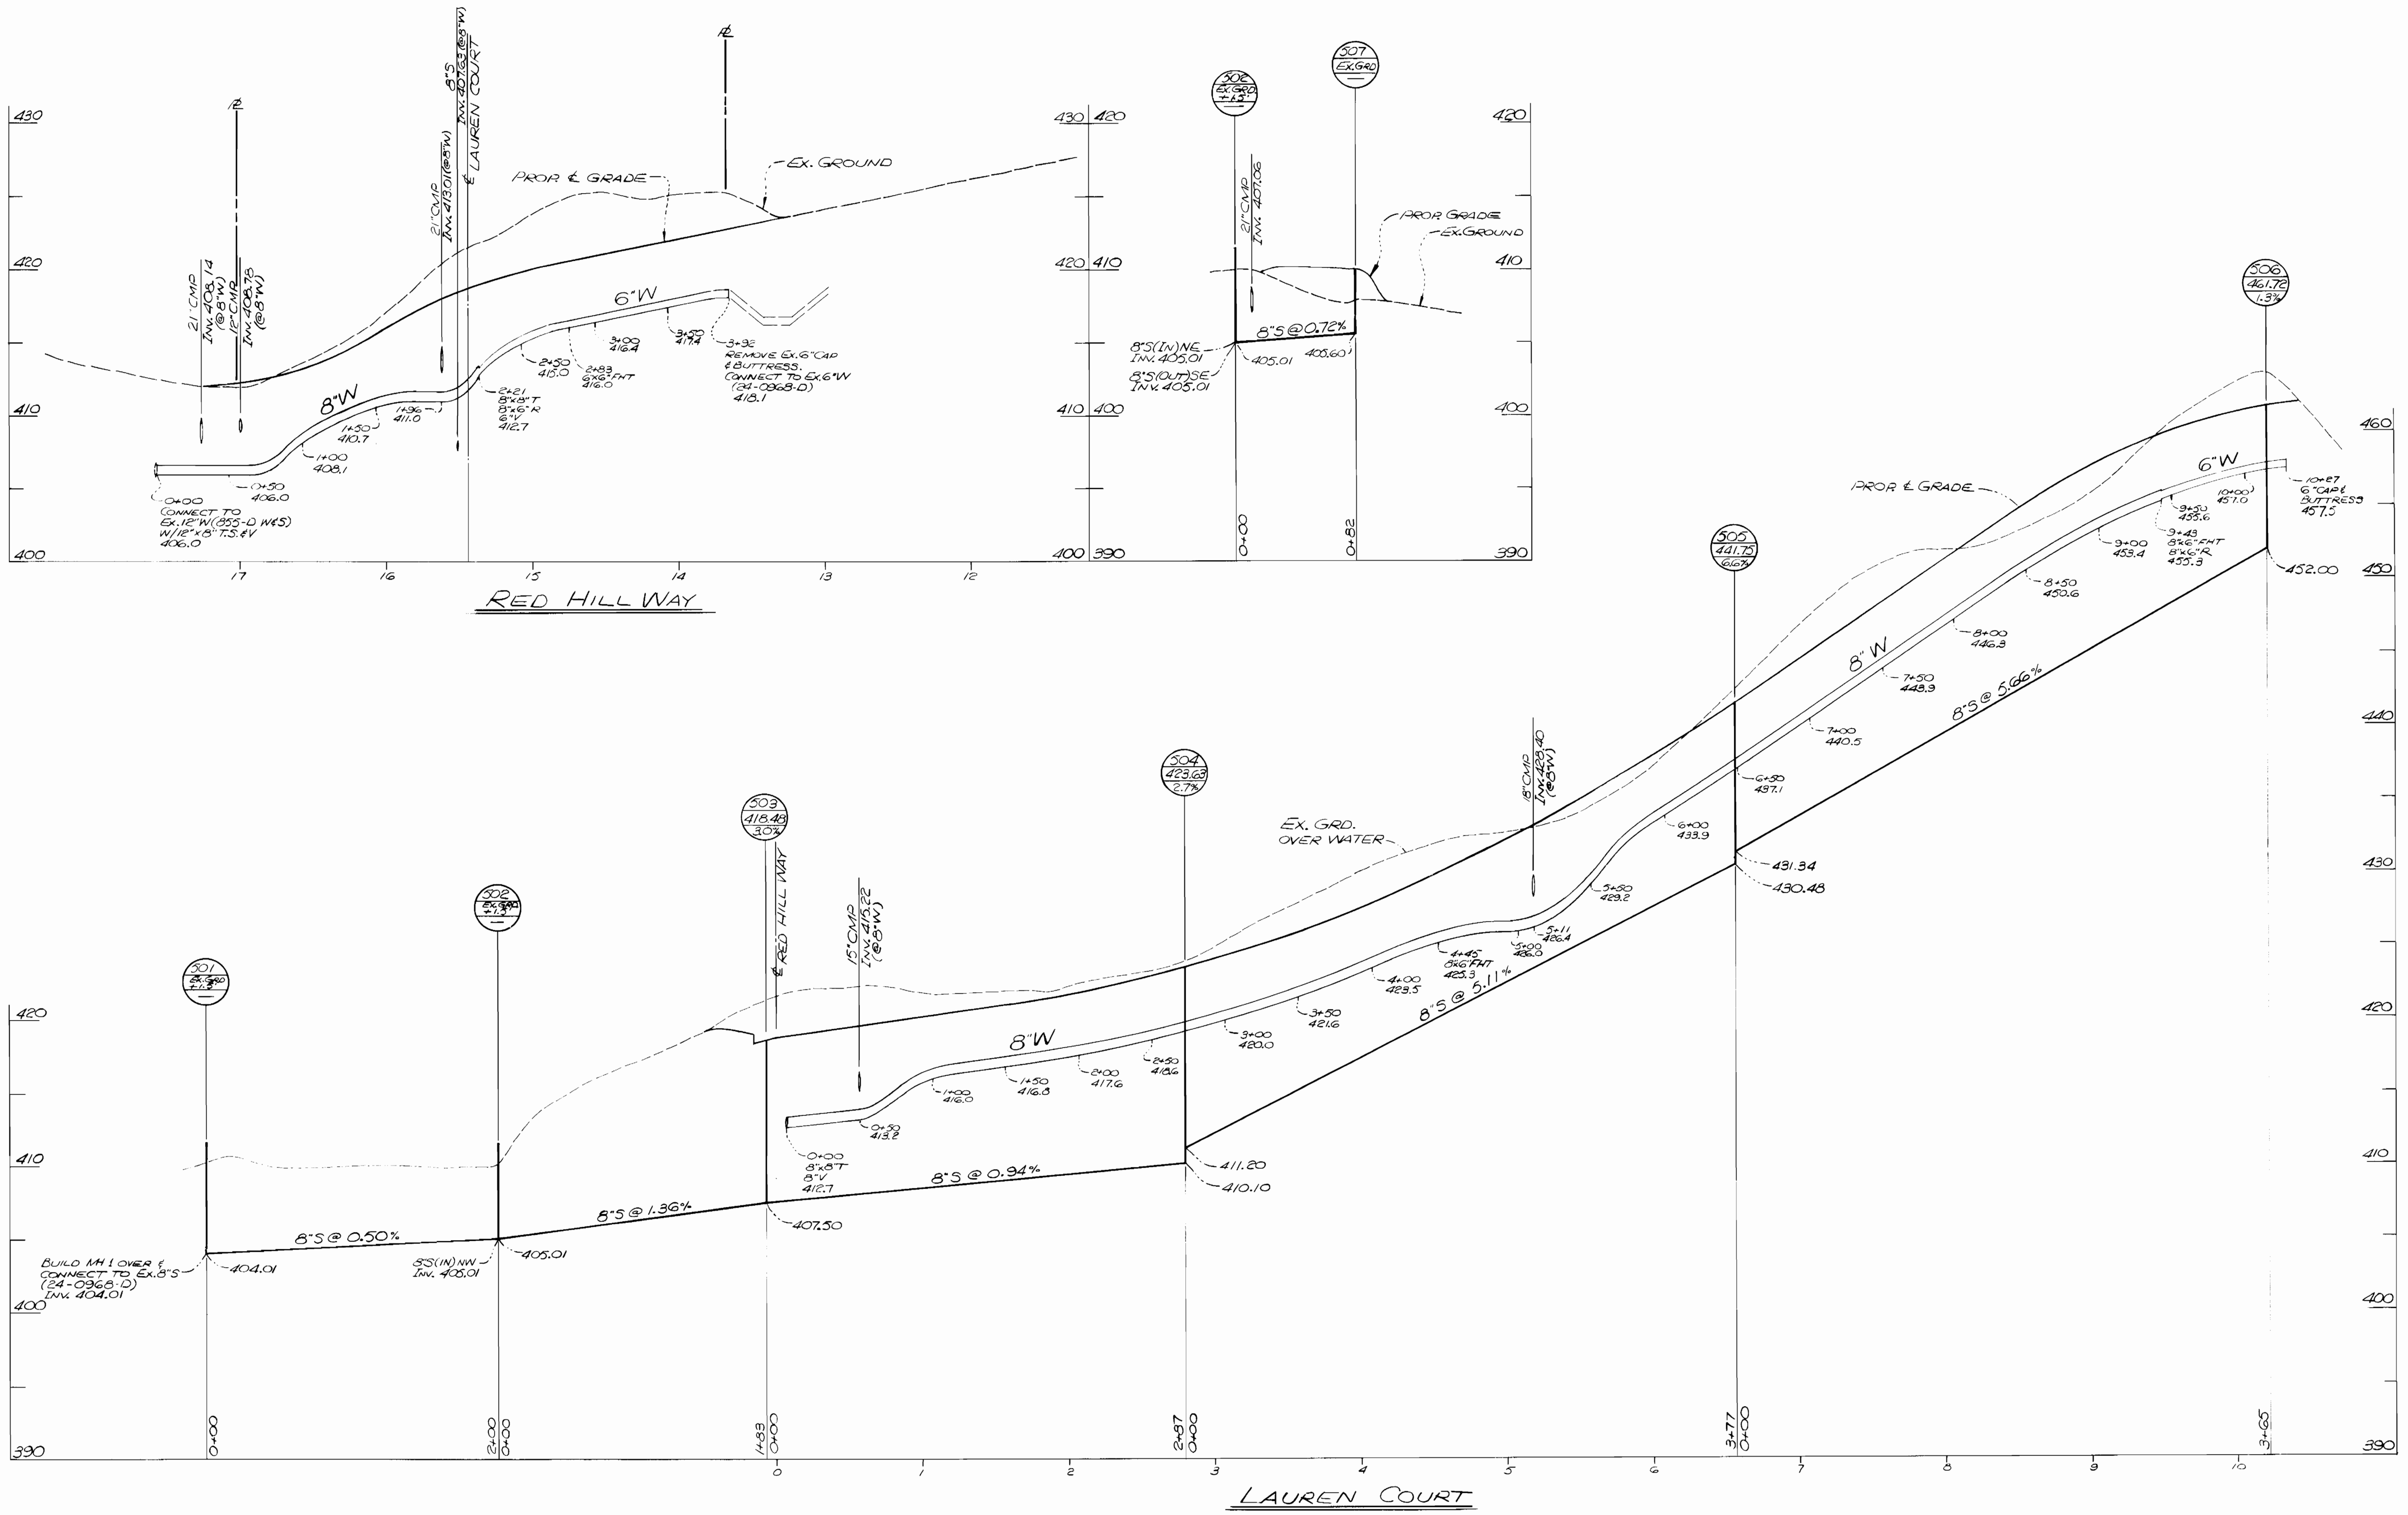 430
420
410
400
21"CMP
INV. 408.14
(@8"W)
12"CMP
INV. 408.78
(@8"W)
21"CMP
INV. 413.01(@8"W)
8"S
INV. 407.63(@8"W)
℄ LAUREN COURT
PROP. ℄ GRADE
EX. GROUND
8"W
6"W
0+00
CONNECT TO
EX.12"W(855-D W&S)
W/12"x8"T.S.&V
406.0
0+50
406.0
1+00
408.1
1+50
410.7
1+96
411.0
2+21
8"x8"T
8"x6"R
6"V
412.7
2+50
415.0
2+83
6"x6"FHT
416.0
3+00
416.4
3+50
417.4
3+92
REMOVE EX.6"CAP
& BUTTRESS.
CONNECT TO EX.6"W
(24-0968-D)
418.1
17
16
15
14
13
12
RED HILL WAY
430 420
420 410
410 400
400 390
502
EX.GRD.
+1.5'
507
EX.GRD
21"CMP
INV. 407.06
PROP. GRADE
EX.GROUND
8"S @ 0.72%
8"S(IN)NE
INV. 405.01
8"S(OUT)SE
INV. 405.01
405.01
405.60
0+00
0+82
420
410
400
390
506
461.72
1.3%
505
441.75
6.6%
504
423.63
2.7%
503
418.48
3.0%
502
EX.GRD.
+1.5'
501
EX.GRD
+1.5'
460
450
440
430
420
410
400
390
420
410
400
390
PROP. ℄ GRADE
EX. GRD.
OVER WATER
18"CMP
INV. 428.40
(@8"W)
15"CMP
INV. 415.22
(@8"W)
℄ RED HILL WAY
8"W
8"W
6"W
0+00
8"x8"T
8"V
412.7
0+50
413.2
1+00
416.0
1+50
416.8
2+00
417.6
2+50
418.6
3+00
420.0
3+50
421.6
4+00
423.5
4+45
8"x6"FHT
425.3
5+00
426.0
5+11
426.4
5+50
429.2
6+00
433.9
6+50
437.1
7+00
440.5
7+50
443.9
8+00
446.3
8+50
450.6
9+00
453.4
9+43
8"x6"FHT
8"x6"R
455.3
9+50
455.6
10+00
457.0
10+27
6"CAP &
BUTTRESS
457.5
452.00
8"S @ 5.66%
431.34
430.48
8"S @ 5.11%
411.20
410.10
8"S @ 0.94%
407.50
8"S @ 1.36%
405.01
8"S(IN)NW
INV. 405.01
8"S @ 0.50%
404.01
BUILD MH 1 OVER &
CONNECT TO EX.8"S
(24-0968-D)
INV. 404.01
0+00
2+00
0+00
1+83
0+00
2+87
0+00
3+77
0+00
3+65
0
1
2
3
4
5
6
7
8
9
10
LAUREN COURT